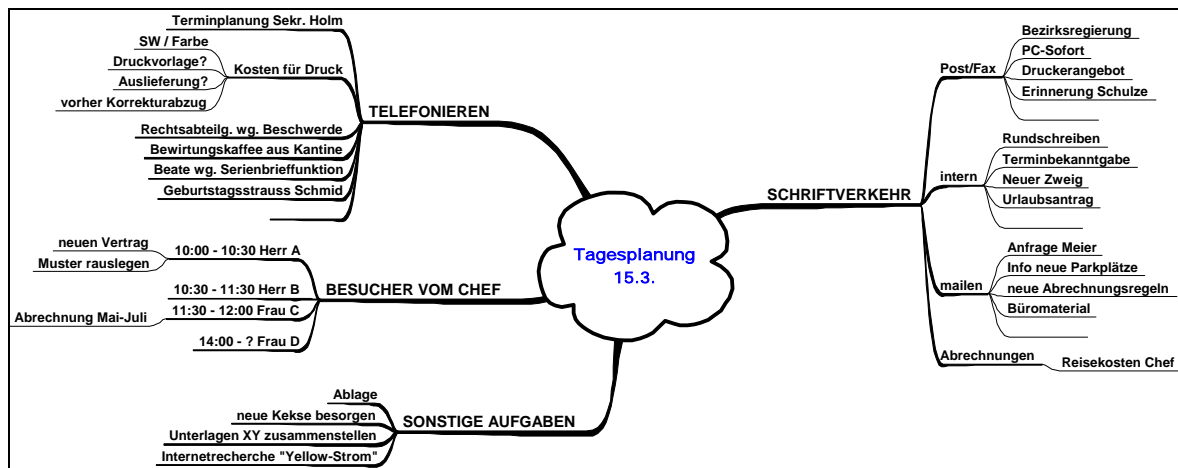 Tagesplanung
15.3.
TELEFONIEREN
Terminplanung Sekr. Holm
Kosten für Druck
SW / Farbe
Druckvorlage?
Auslieferung?
vorher Korrekturabzug
Rechtsabteilg. wg. Beschwerde
Bewirtungskaffee aus Kantine
Beate wg. Serienbrieffunktion
Geburtstagsstrauss Schmid
BESUCHER VOM CHEF
10:00 - 10:30 Herr A
neuen Vertrag
Muster rauslegen
10:30 - 11:30 Herr B
11:30 - 12:00 Frau C
Abrechnung Mai-Juli
14:00 - ? Frau D
SONSTIGE AUFGABEN
Ablage
neue Kekse besorgen
Unterlagen XY zusammenstellen
Internetrecherche "Yellow-Strom"
SCHRIFTVERKEHR
Post/Fax
Bezirksregierung
PC-Sofort
Druckerangebot
Erinnerung Schulze
intern
Rundschreiben
Terminbekanntgabe
Neuer Zweig
Urlaubsantrag
mailen
Anfrage Meier
Info neue Parkplätze
neue Abrechnungsregeln
Büromaterial
Abrechnungen
Reisekosten Chef